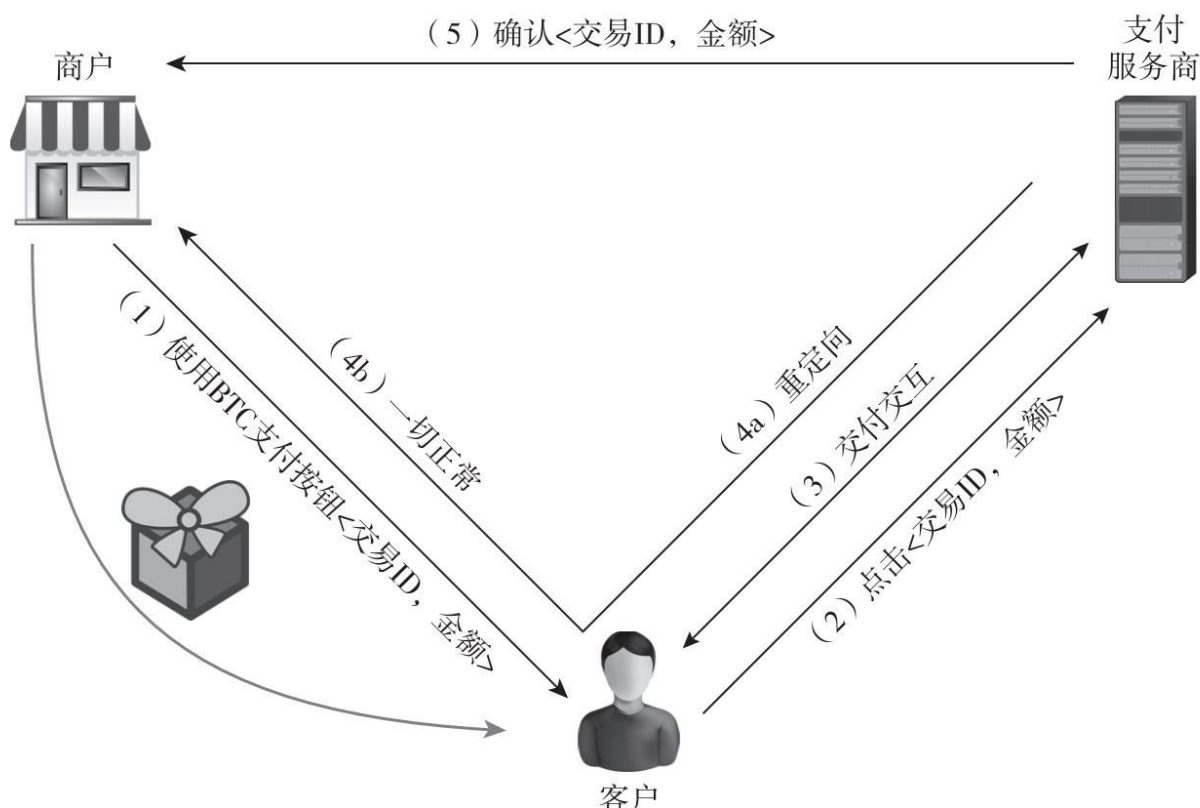 （5）确认<交易ID，金额>
支付
服务商
商户
（1）使用BTC支付按钮<交易ID，金额>
（4b）一切正常
（4a）重定向
（3）交付交互
（2）点击<交易ID，金额>
客户